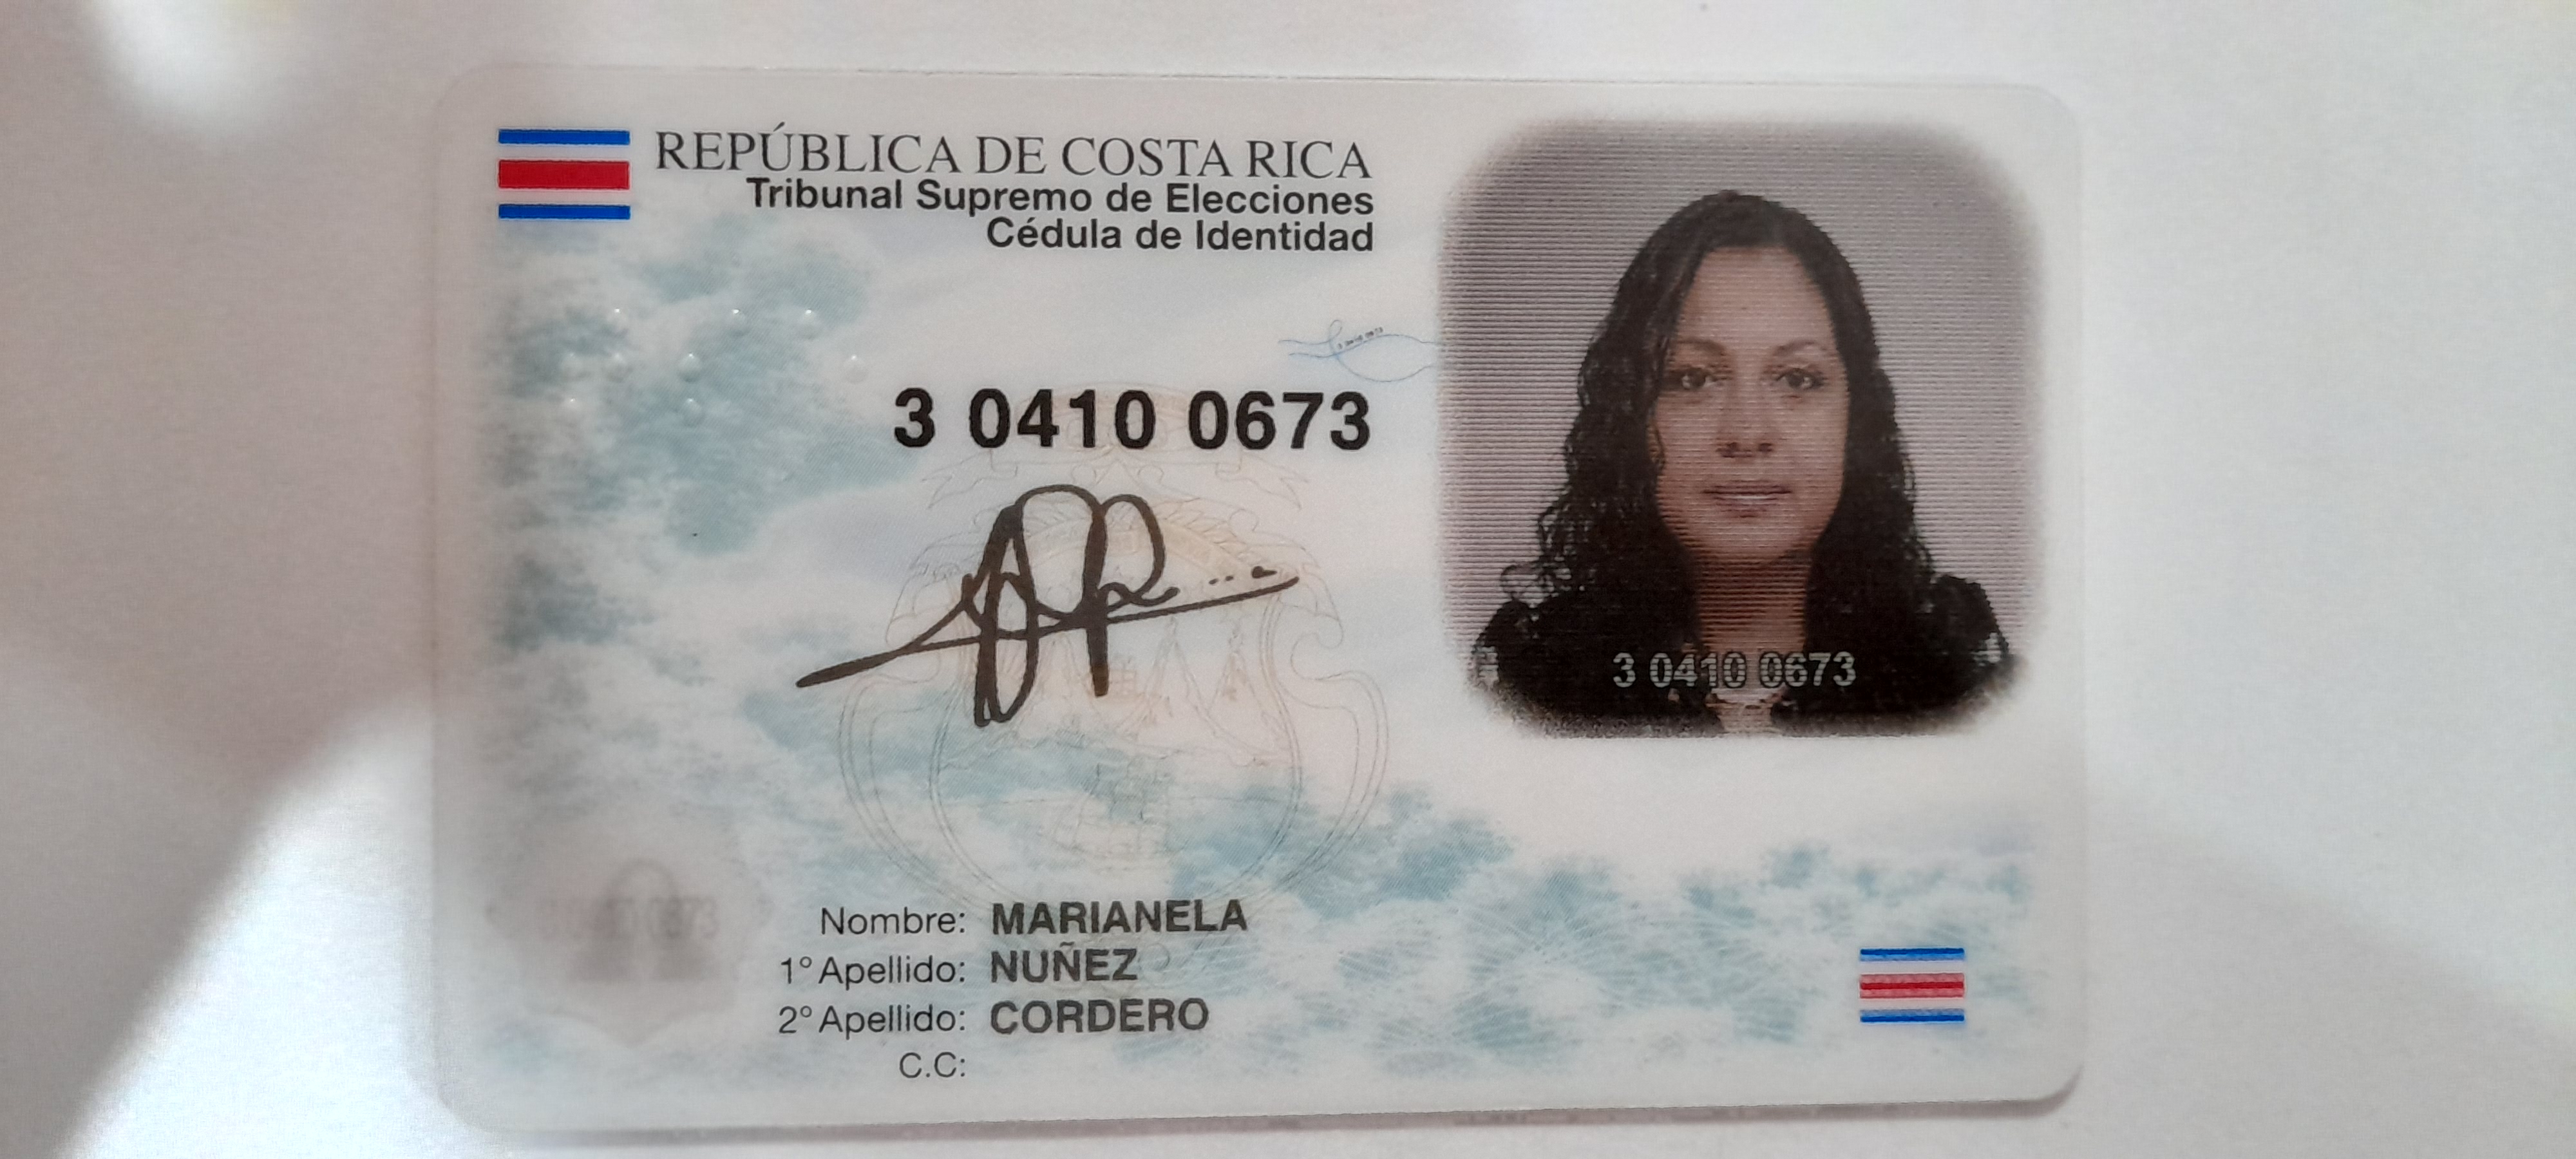 REPÚBLICA DE COSTA RICA
Tribunal Supremo de Elecciones
Cédula de Identidad
3 0410 0673
3 0410 0673
Nombre: MARIANELA
1° Apellido: NUÑEZ
2° Apellido: CORDERO
C.C: